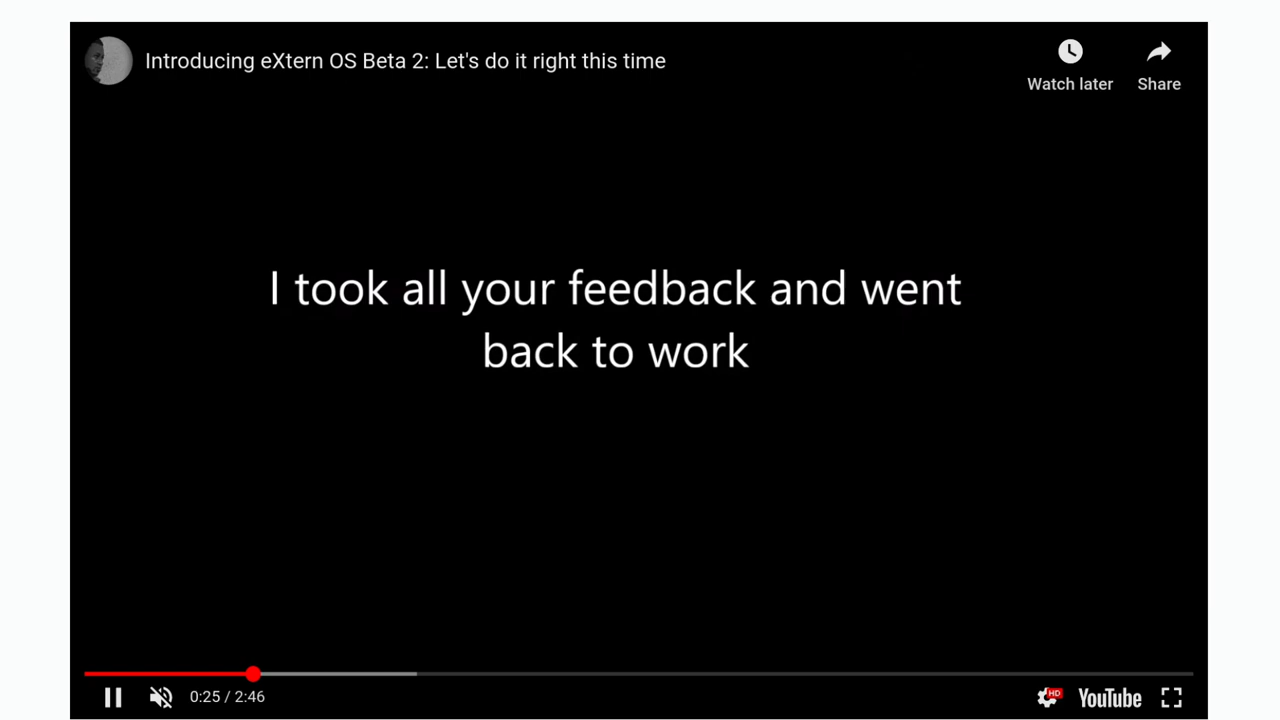 Introducing eXtern OS Beta 2: Let's do it right this time
Watch later
Share
I took all your feedback and went
back to work
0:25 / 2:46
HD
YouTube